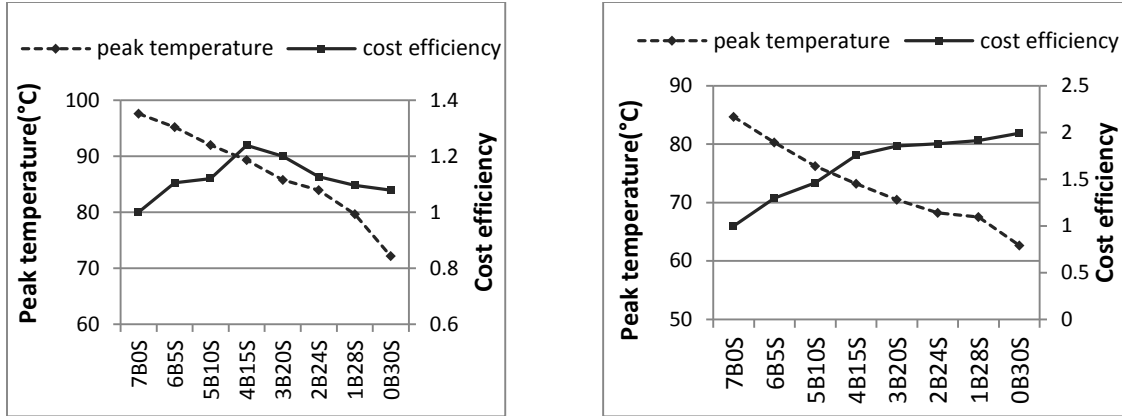 peak temperature cost efficiency
Peak temperature(°C)
100
90
80
70
60
1.4
1.2
1
0.8
0.6
Cost efficiency
7B0S
6B5S
5B10S
4B15S
3B20S
2B24S
1B28S
0B30S
peak temperature cost efficiency
Peak temperature(°C)
90
80
70
60
50
2.5
2
1.5
1
0.5
0
Cost efficiency
7B0S
6B5S
5B10S
4B15S
3B20S
2B24S
1B28S
0B30S